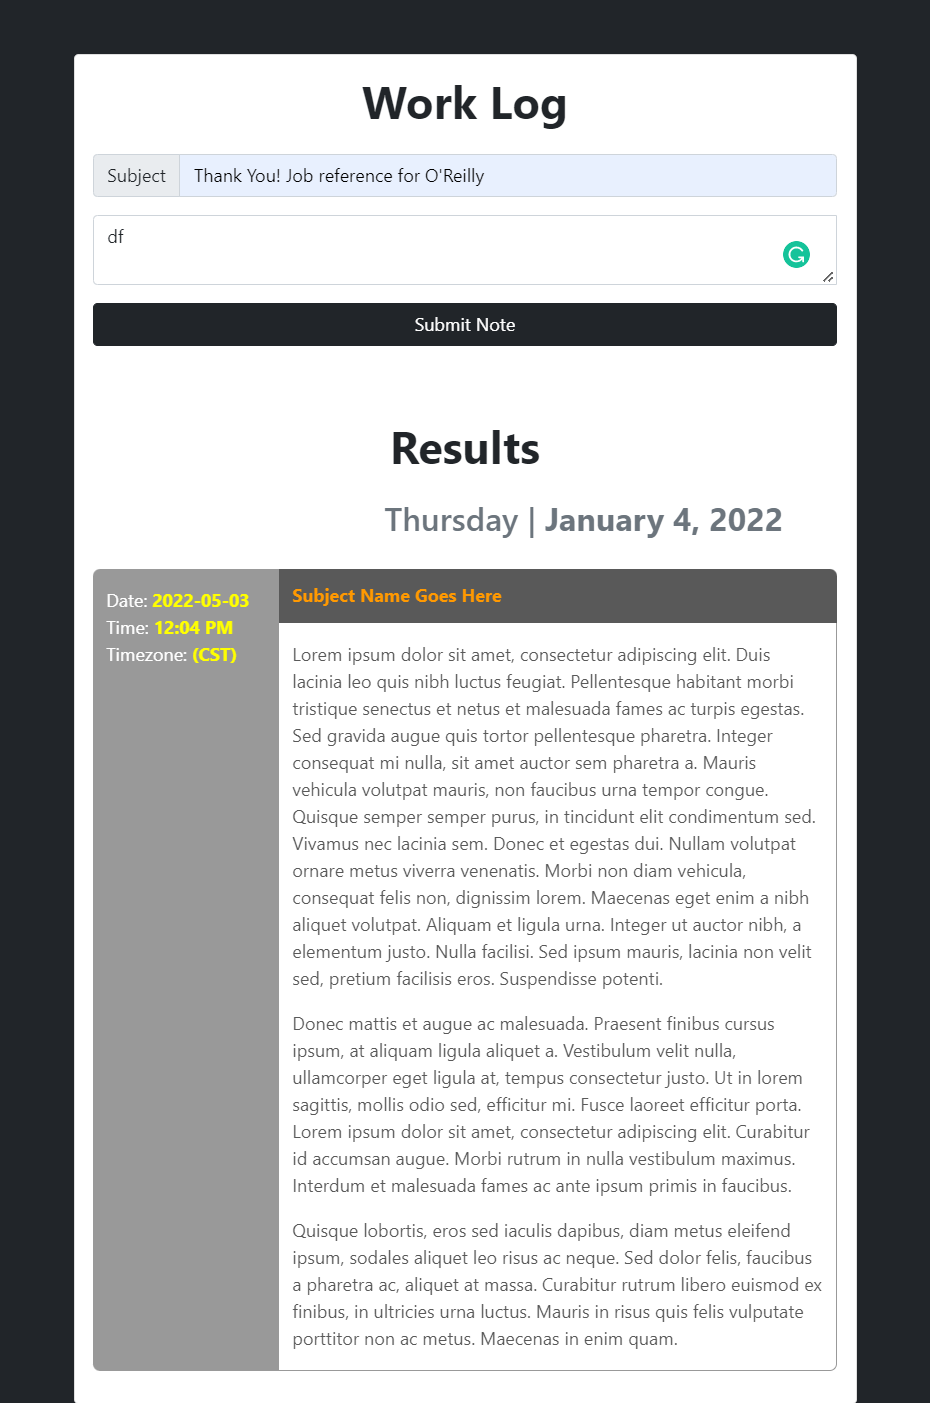 Work Log
Subject
Thank You! Job reference for O'Reilly
df
Submit Note
Results
Thursday | January 4, 2022
Date: 2022-05-03
Time: 12:04 PM
Timezone: (CST)
Subject Name Goes Here
Lorem ipsum dolor sit amet, consectetur adipiscing elit. Duis
lacinia leo quis nibh luctus feugiat. Pellentesque habitant morbi
tristique senectus et netus et malesuada fames ac turpis egestas.
Sed gravida augue quis tortor pellentesque pharetra. Integer
consequat mi nulla, sit amet auctor sem pharetra a. Mauris
vehicula volutpat mauris, non faucibus urna tempor congue.
Quisque semper semper purus, in tincidunt elit condimentum sed.
Vivamus nec lacinia sem. Donec et egestas dui. Nullam volutpat
ornare metus viverra venenatis. Morbi non diam vehicula,
consequat felis non, dignissim lorem. Maecenas eget enim a nibh
aliquet volutpat. Aliquam et ligula urna. Integer ut auctor nibh, a
elementum justo. Nulla facilisi. Sed ipsum mauris, lacinia non velit
sed, pretium facilisis eros. Suspendisse potenti.
Donec mattis et augue ac malesuada. Praesent finibus cursus
ipsum, at aliquam ligula aliquet a. Vestibulum velit nulla,
ullamcorper eget ligula at, tempus consectetur justo. Ut in lorem
sagittis, mollis odio sed, efficitur mi. Fusce laoreet efficitur porta.
Lorem ipsum dolor sit amet, consectetur adipiscing elit. Curabitur
id accumsan augue. Morbi rutrum in nulla vestibulum maximus.
Interdum et malesuada fames ac ante ipsum primis in faucibus.
Quisque lobortis, eros sed iaculis dapibus, diam metus eleifend
ipsum, sodales aliquet leo risus ac neque. Sed dolor felis, faucibus
a pharetra ac, aliquet at massa. Curabitur rutrum libero euismod ex
finibus, in ultricies urna luctus. Mauris in risus quis felis vulputate
porttitor non ac metus. Maecenas in enim quam.